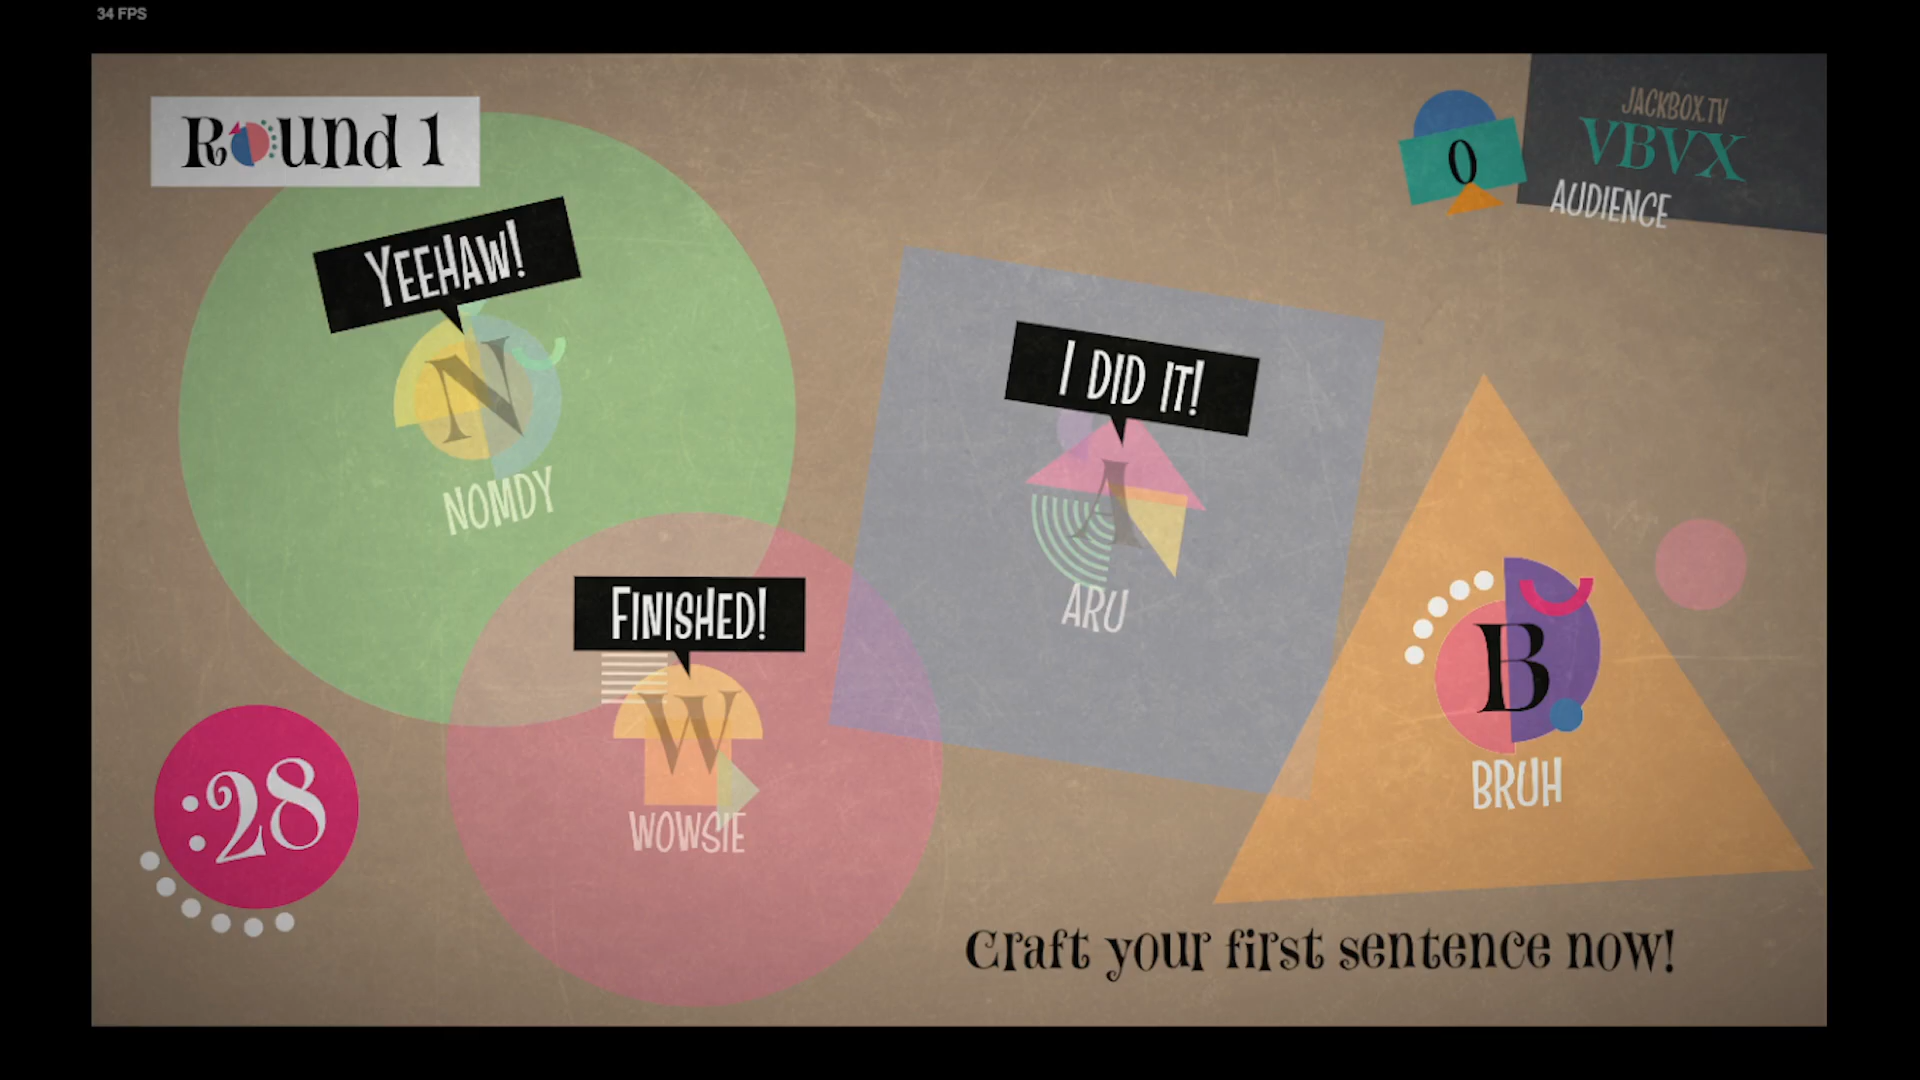 34 FPS
Round 1
JACKBOX.TV
VBVX
AUDIENCE
0
YEEHAW!
N
NOMDY
I DID IT!
A
ARU
FINISHED!
W
WOWSIE
B
BRUH
:28
Craft your first sentence now!